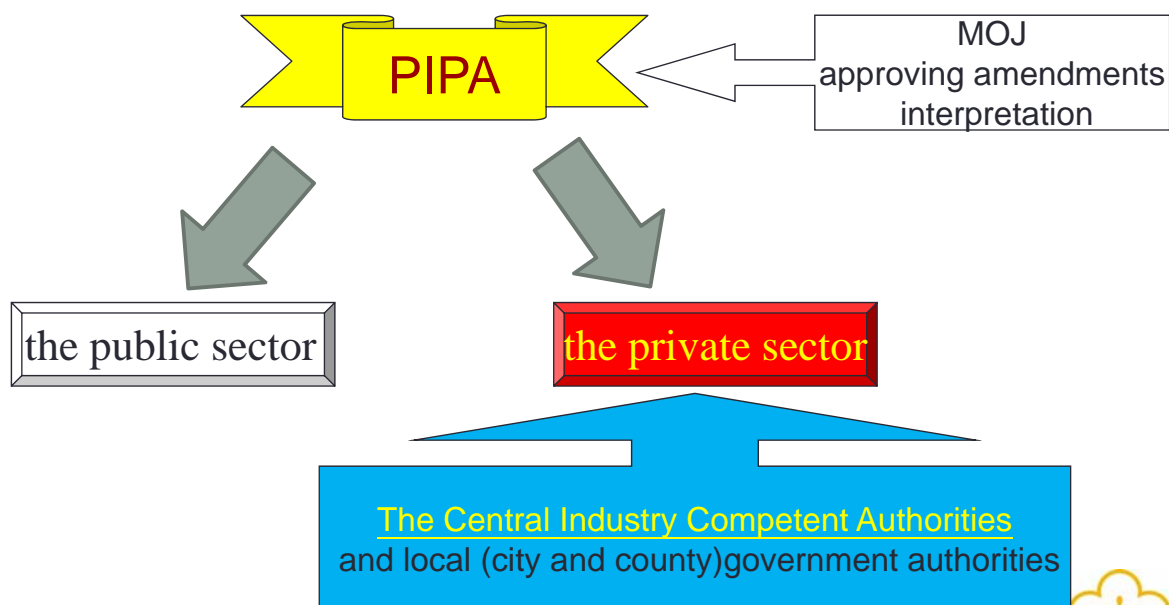 PIPA
MOJ
approving amendments
interpretation
the public sector
the private sector
The Central Industry Competent Authorities
and local (city and county)government authorities